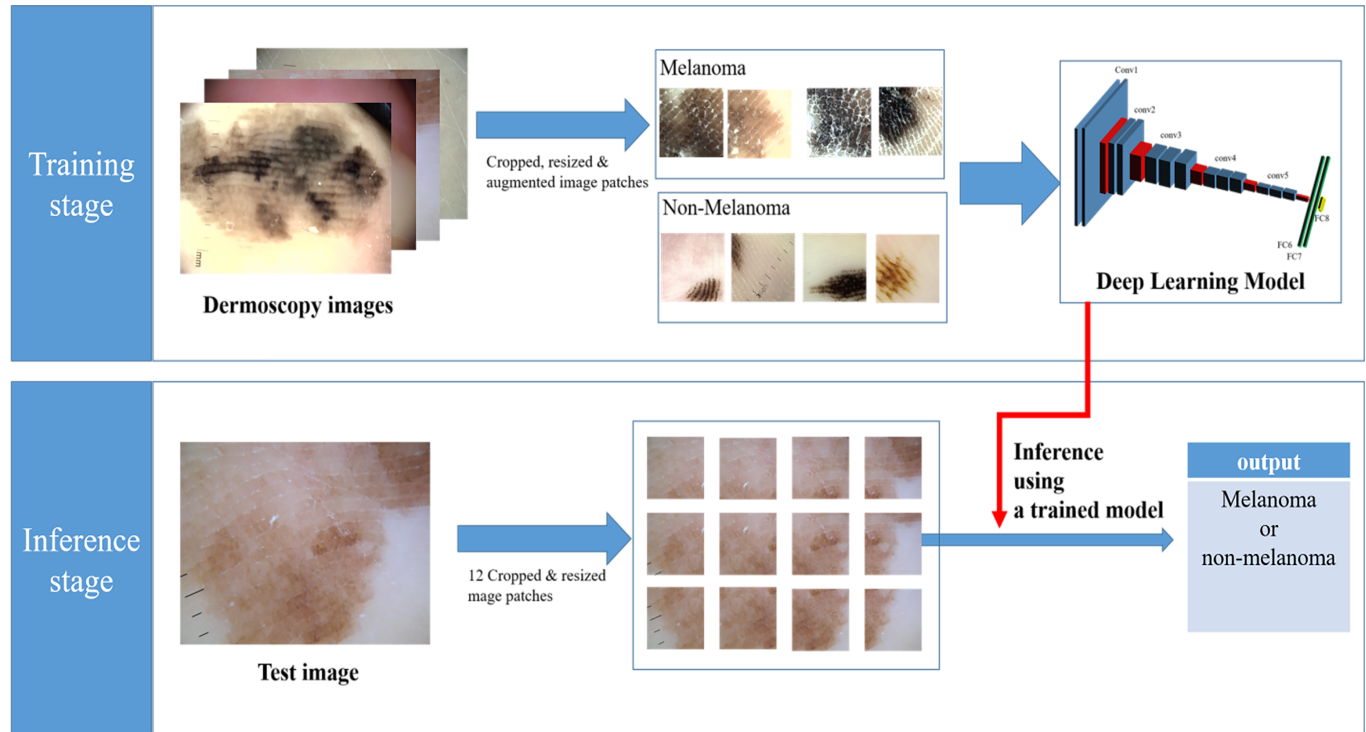 Training
stage
mm
Dermoscopy images
Cropped, resized &
augmented image patches
Melanoma
Non-Melanoma
Conv1
conv2
conv3
conv4
conv5
FC8
FC6
FC7
Deep Learning Model
Inference
stage
Test image
12 Cropped & resized
mage patches
Inference
using
a trained model
output
Melanoma
or
non-melanoma